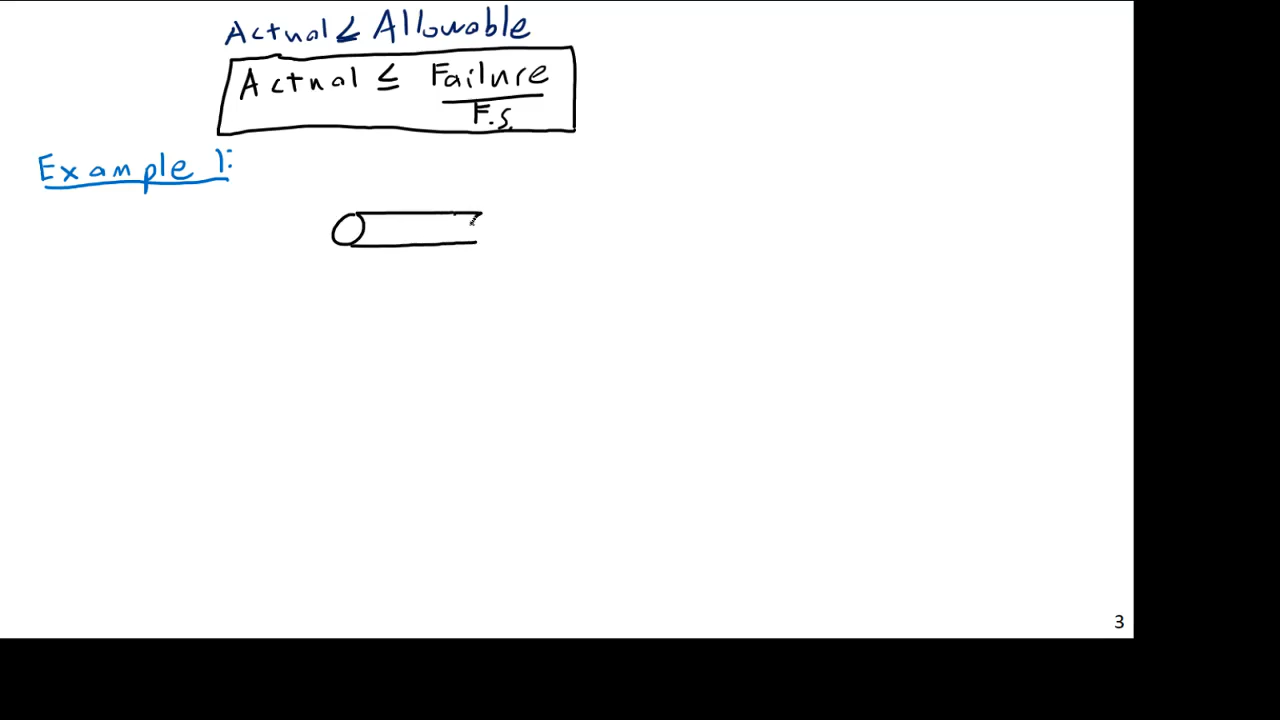 Actual ≤ Allowable
Actual ≤ Failure
F.S.
Example 1:
3